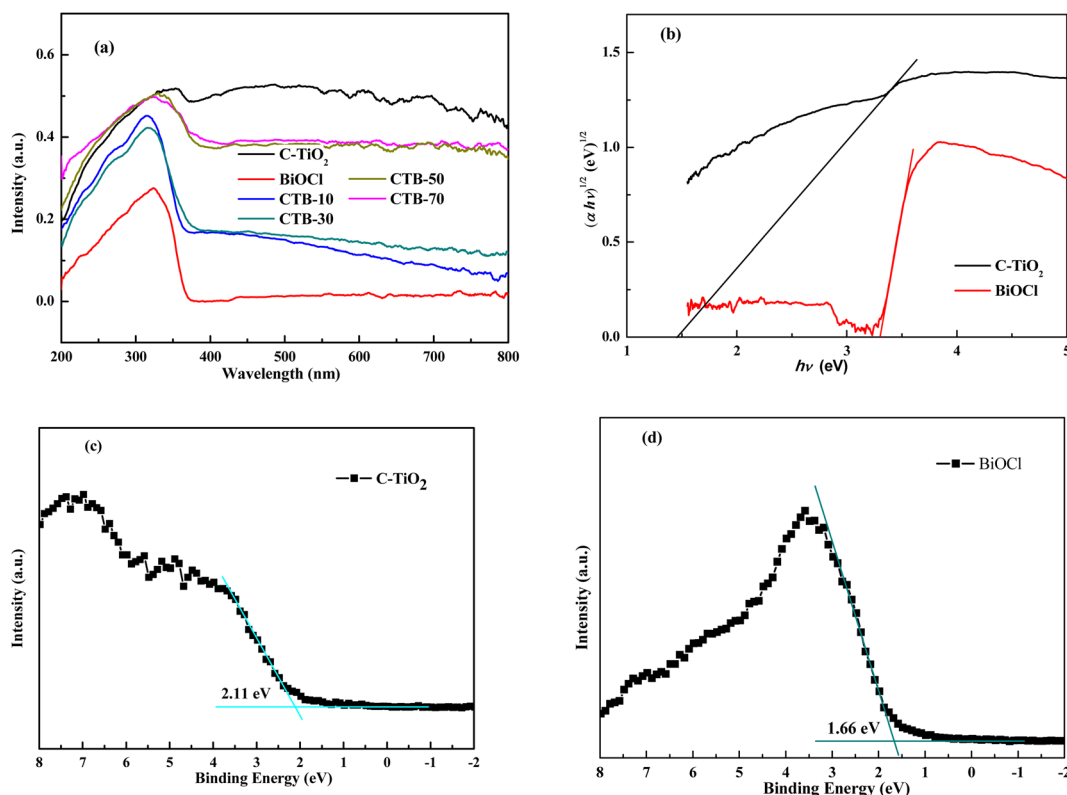 (a)
0.6
0.4
0.2
0.0
Intensity (a.u.)
C-TiO₂
BiOCl
CTB-10
CTB-30
CTB-50
CTB-70
200 300 400 500 600 700 800
Wavelength (nm)
(b)
1.5
1.0
0.5
0.0
(αhν)^1/2 (eV)^1/2
C-TiO₂
BiOCl
1 2 3 4 5
hν (eV)
(c)
C-TiO₂
Intensity (a.u.)
2.11 eV
8 7 6 5 4 3 2 1 0 -1 -2
Binding Energy (eV)
(d)
BiOCl
Intensity (a.u.)
1.66 eV
8 7 6 5 4 3 2 1 0 -1 -2
Binding Energy (eV)